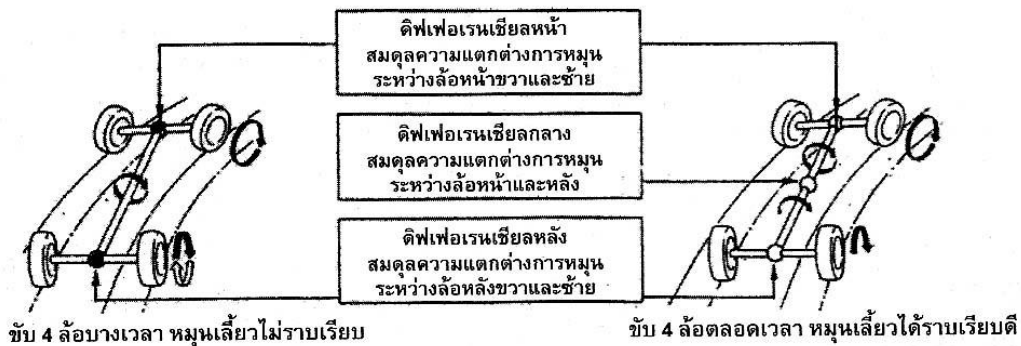 ดิฟเฟอเรนเชียลหน้า
สมดุลความแตกต่างการหมุน
ระหว่างล้อหน้าขวาและซ้าย
ดิฟเฟอเรนเชียลกลาง
สมดุลความแตกต่างการหมุน
ระหว่างล้อหน้าและหลัง
ดิฟเฟอเรนเชียลหลัง
สมดุลความแตกต่างการหมุน
ระหว่างล้อหลังขวาและซ้าย
ขับ 4 ล้อบางเวลา หมุนเลี้ยวไม่ราบเรียบ
ขับ 4 ล้อตลอดเวลา หมุนเลี้ยวได้ราบเรียบดี